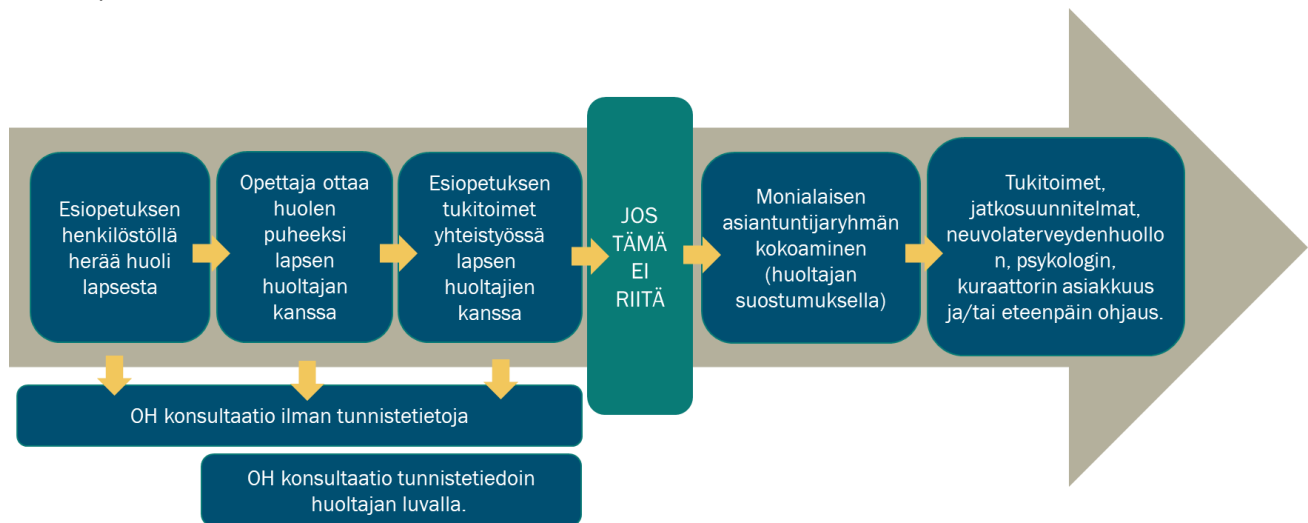 Esiopetuksen
henkilöstöllä
herää huoli
lapsesta
Opettaja ottaa
huolen
puheeksi
lapsen
huoltajan
kanssa
Esiopetuksen
tukitoimet
yhteistyössä
lapsen
huoltajien
kanssa
JOS
TÄMÄ
EI
RIITÄ
Monialaisen
asiantuntijaryhmän
kokoaminen
(huoltajan
suostumuksella)
Tukitoimet,
jatkosuunnitelmat,
neuvolaterveydenhuollo
n, psykologin,
kuraattorin asiakkuus
ja/tai eteenpäin ohjaus.
OH konsultaatio ilman tunnistetietoja
OH konsultaatio tunnistetiedoin
huoltajan luvalla.